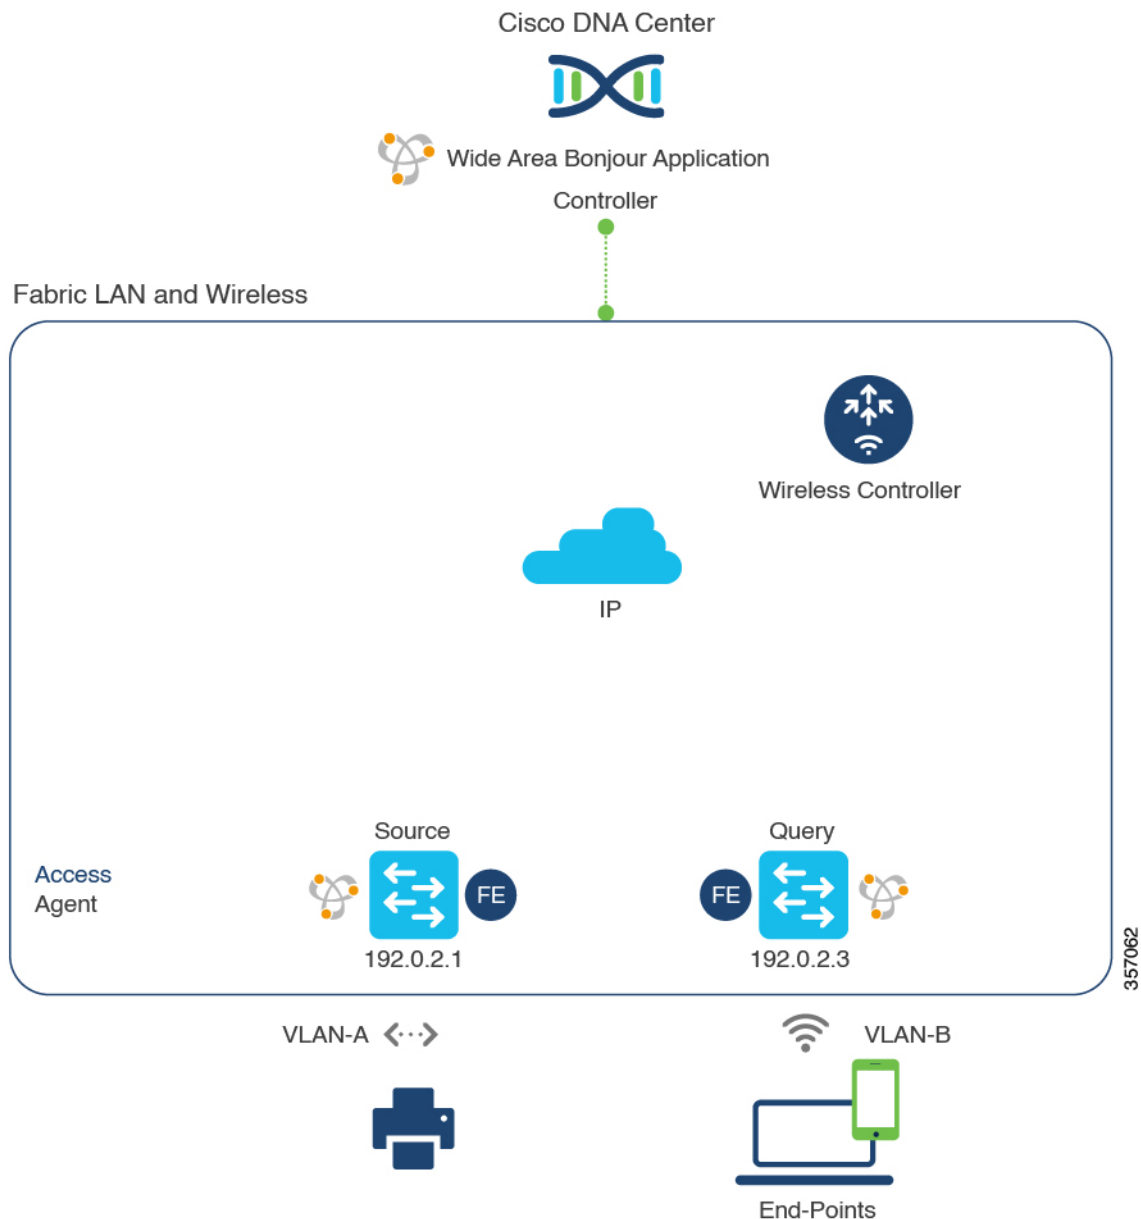 Cisco DNA Center
Wide Area Bonjour Application
Controller
Fabric LAN and Wireless
Wireless Controller
IP
Source
Query
Access
Agent
FE
FE
192.0.2.1
192.0.2.3
357062
VLAN-A
VLAN-B
End-Points